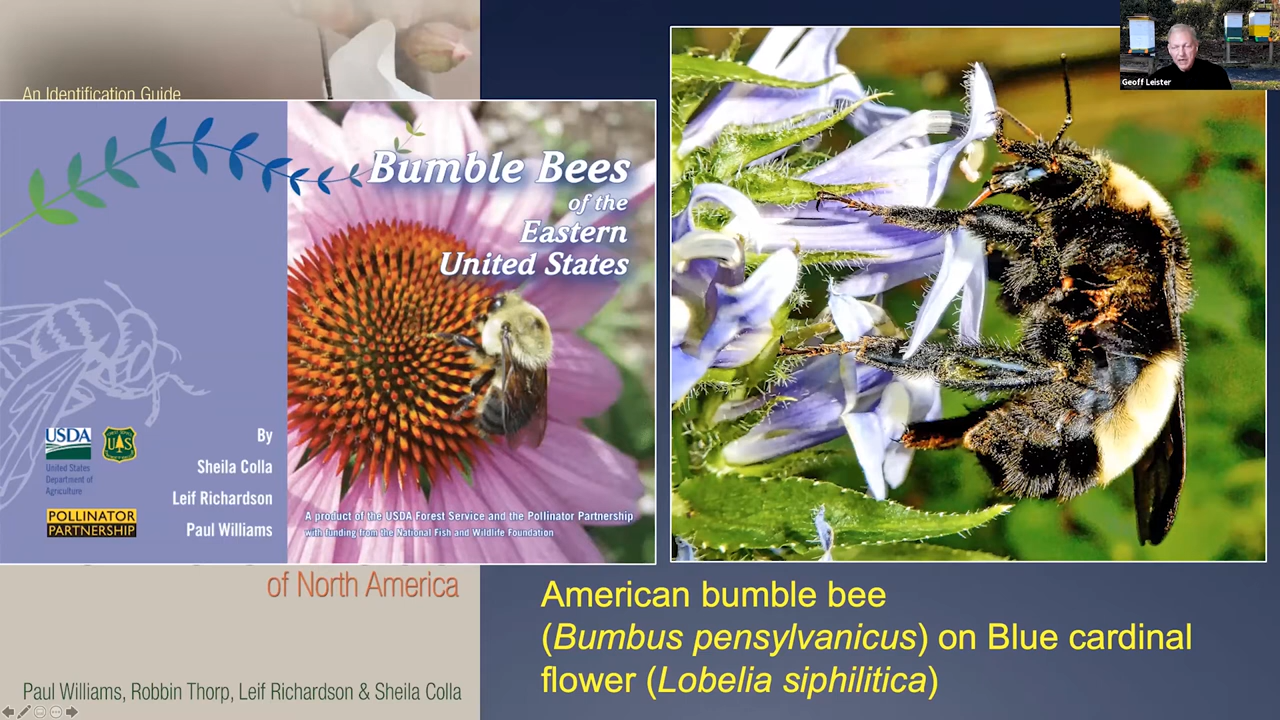 An Identification Guide
Bumble Bees
of the
Eastern
United States
USDA
United States
Department of
Agriculture
POLLINATOR
PARTNERSHIP
By
Sheila Colla
Leif Richardson
Paul Williams
A product of the USDA Forest Service and the Pollinator Partnership
with funding from the National Fish and Wildlife Foundation
of North America
Paul Williams, Robbin Thorp, Leif Richardson & Sheila Colla
Geoff Leister
American bumble bee
(Bumbus pensylvanicus) on Blue cardinal
flower (Lobelia siphilitica)